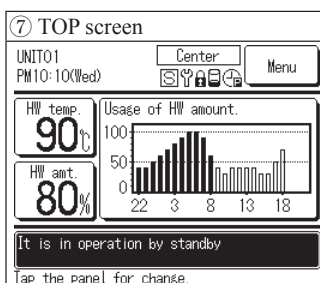 ⑦ TOP screen
UNIT01
Center
PM10:10(Wed)
Menu
HW temp.
90℃
HW amt.
80%
Usage of HW amount.
100
50
0
22 3 8 13 18
It is in operation by standby
Tap the panel for change.